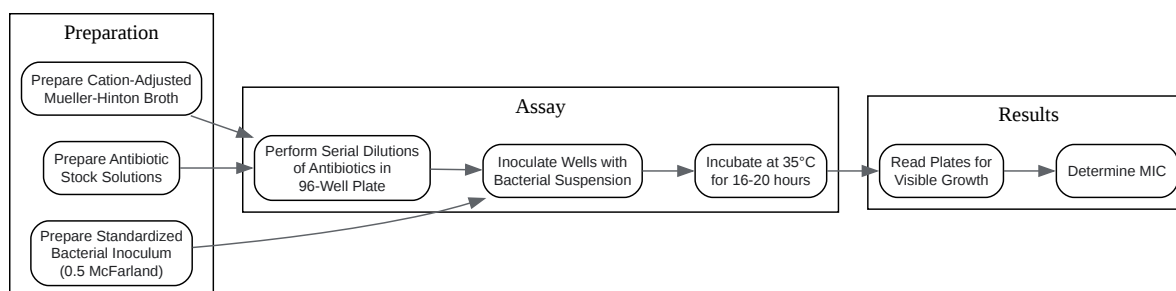 Preparation
Prepare Cation-Adjusted
Mueller-Hinton Broth
Prepare Antibiotic
Stock Solutions
Prepare Standardized
Bacterial Inoculum
(0.5 McFarland)
Assay
Perform Serial Dilutions
of Antibiotics in
96-Well Plate
Inoculate Wells with
Bacterial Suspension
Incubate at 35°C
for 16-20 hours
Results
Read Plates for
Visible Growth
Determine MIC